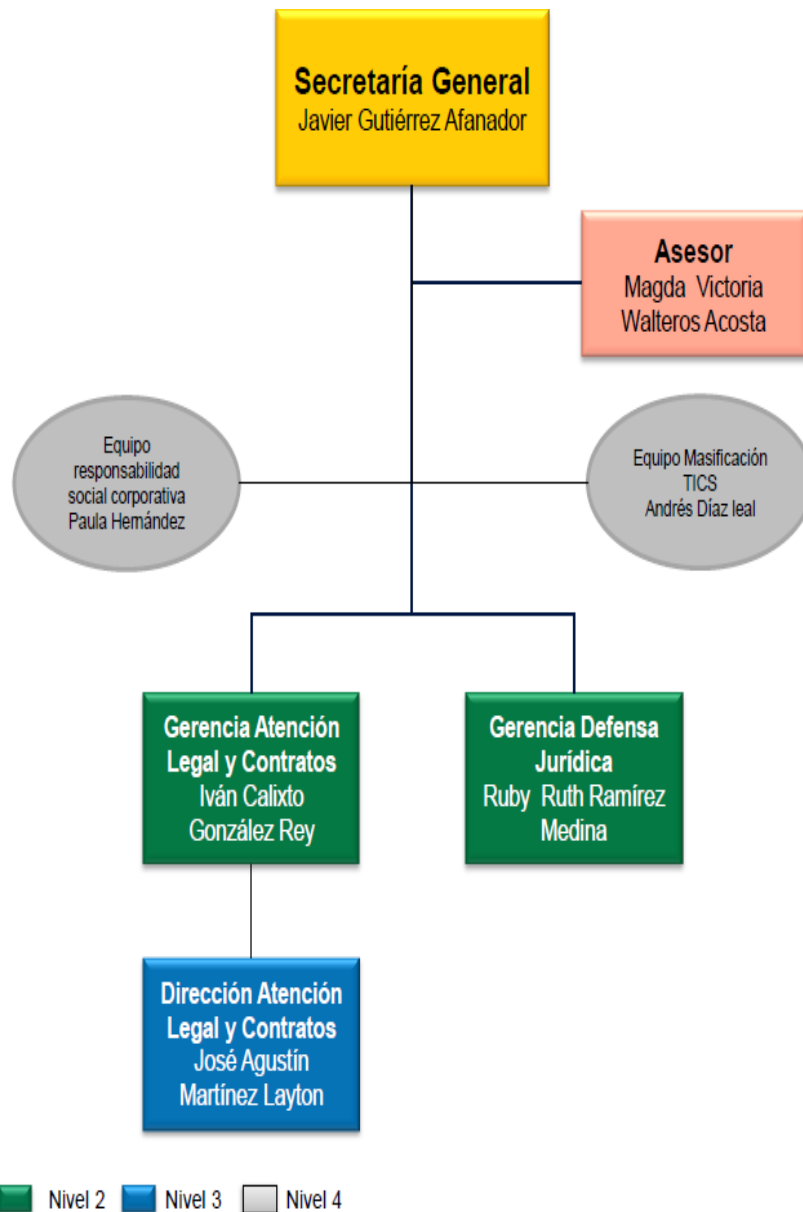 Secretaría General
Javier Gutiérrez Afanador
Asesor
Magda Victoria
Walteros Acosta
Equipo
responsabilidad
social corporativa
Paula Hernández
Equipo Masificación
TICS
Andrés Díaz leal
Gerencia Atención
Legal y Contratos
Iván Calixto
González Rey
Gerencia Defensa
Jurídica
Ruby Ruth Ramírez
Medina
Dirección Atención
Legal y Contratos
José Agustín
Martínez Layton
Nivel 2 Nivel 3 Nivel 4